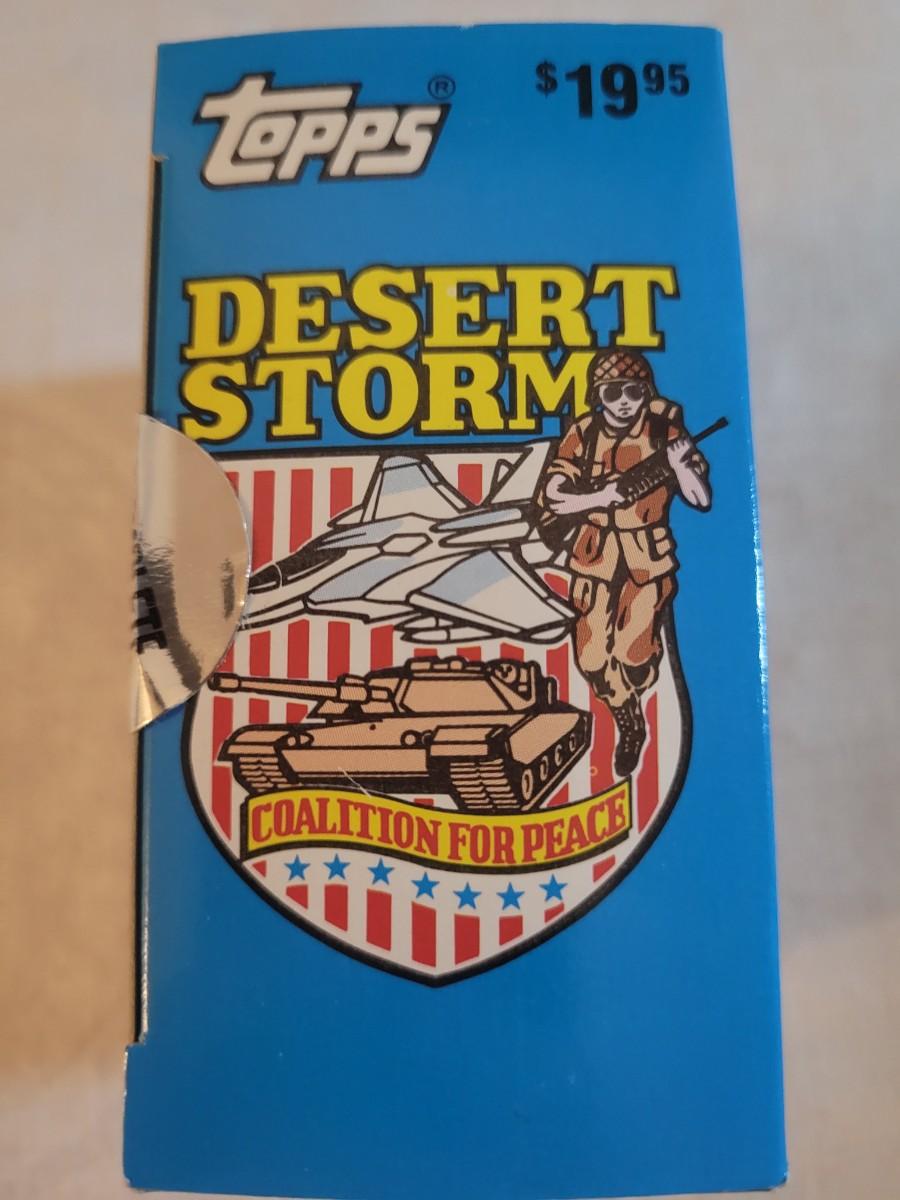 Topps®
$19.95
DESERT
STORM
COALITION FOR PEACE